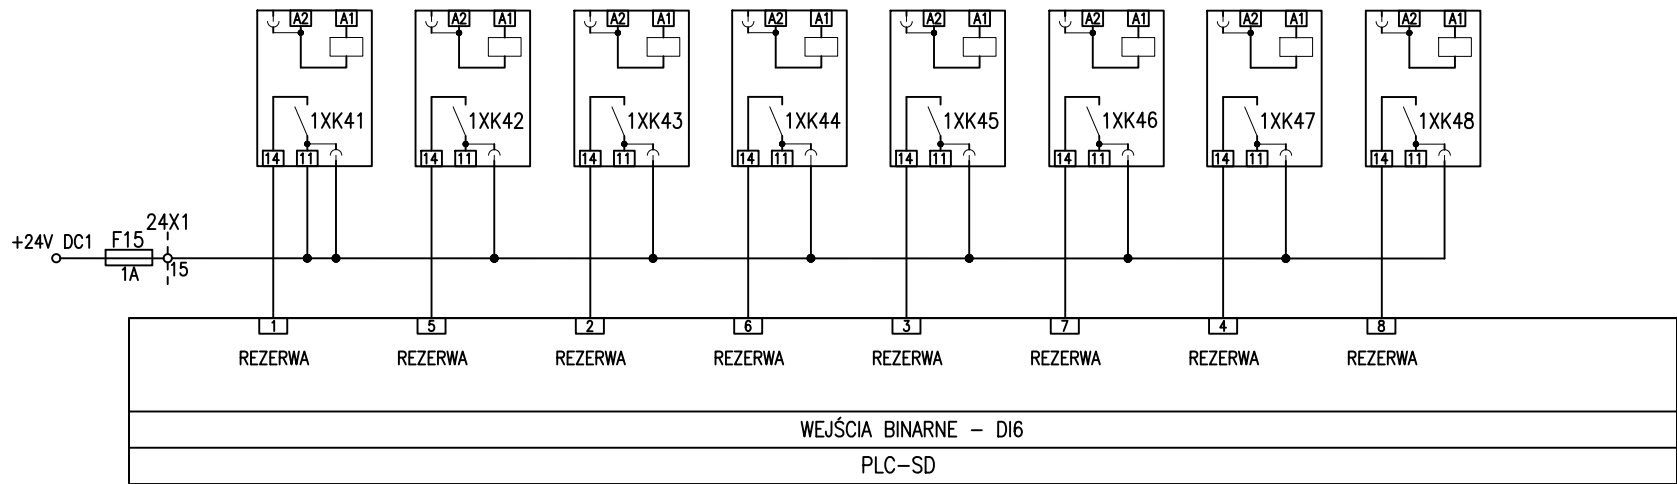 A2 A1 A2 A1 A2 A1 A2 A1 A2 A1 A2 A1 A2 A1 A2 A1
1XK41 1XK42 1XK43 1XK44 1XK45 1XK46 1XK47 1XK48
14 11 14 11 14 11 14 11 14 11 14 11 14 11 14 11
24X1
+24V DC1 F15
1A 15
1 5 2 6 3 7 4 8
REZERWA REZERWA REZERWA REZERWA REZERWA REZERWA REZERWA REZERWA
WEJŚCIA BINARNE – DI6
PLC–SD